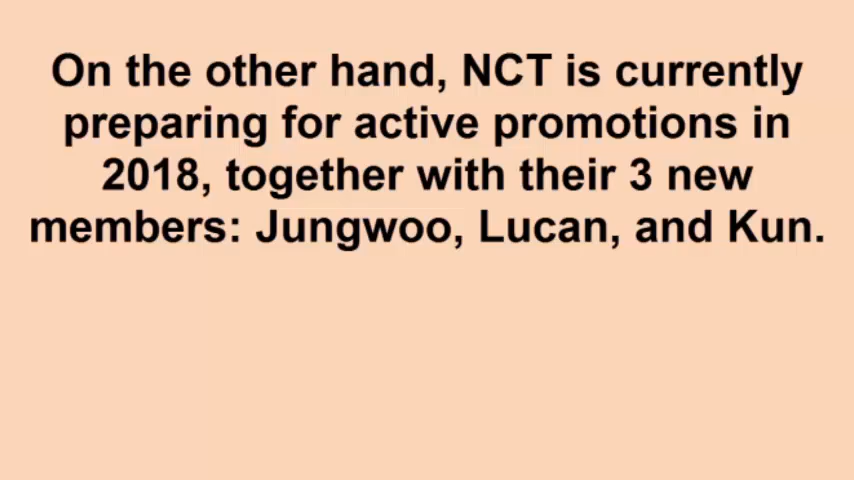 On the other hand, NCT is currently
preparing for active promotions in
2018, together with their 3 new
members: Jungwoo, Lucan, and Kun.